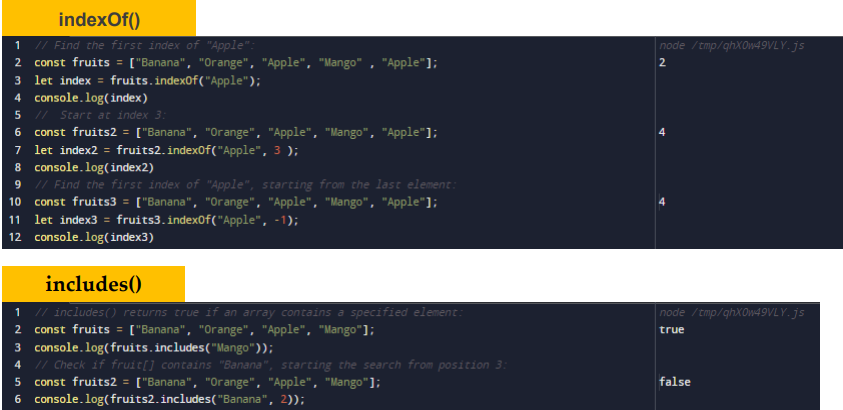 indexOf()
1 // Find the first index of "Apple": node /tmp/qhX0w49VLY.js
2 const fruits = ["Banana", "Orange", "Apple", "Mango" , "Apple"]; 2
3 let index = fruits.indexOf("Apple");
4 console.log(index)
5 //  Start at index 3:
6 const fruits2 = ["Banana", "Orange", "Apple", "Mango", "Apple"]; 4
7 let index2 = fruits2.indexOf("Apple", 3 );
8 console.log(index2)
9 // Find the first index of "Apple", starting from the last element:
10 const fruits3 = ["Banana", "Orange", "Apple", "Mango", "Apple"]; 4
11 let index3 = fruits3.indexOf("Apple", -1);
12 console.log(index3)
includes()
1 // includes() returns true if an array contains a specified element: node /tmp/qhX0w49VLY.js
2 const fruits = ["Banana", "Orange", "Apple", "Mango"]; true
3 console.log(fruits.includes("Mango"));
4 // Check if fruit[] contains "Banana", starting the search from position 3:
5 const fruits2 = ["Banana", "Orange", "Apple", "Mango"]; false
6 console.log(fruits2.includes("Banana", 2));